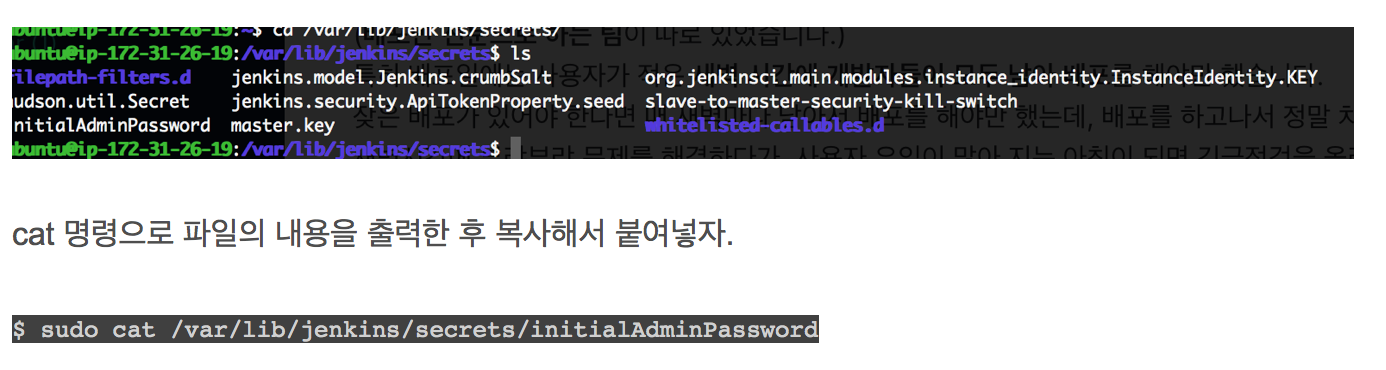 ubuntu@ip-172-31-26-19:~$ cd /var/lib/jenkins/secrets/
ubuntu@ip-172-31-26-19:/var/lib/jenkins/secrets$ ls
filepath-filters.d jenkins.model.Jenkins.crumbSalt org.jenkinsci.main.modules.instance_identity.InstanceIdentity.KEY
hudson.util.Secret jenkins.security.ApiTokenProperty.seed slave-to-master-security-kill-switch
initialAdminPassword master.key whitelisted-callables.d
ubuntu@ip-172-31-26-19:/var/lib/jenkins/secrets$
cat 명령으로 파일의 내용을 출력한 후 복사해서 붙여넣자.
$ sudo cat /var/lib/jenkins/secrets/initialAdminPassword